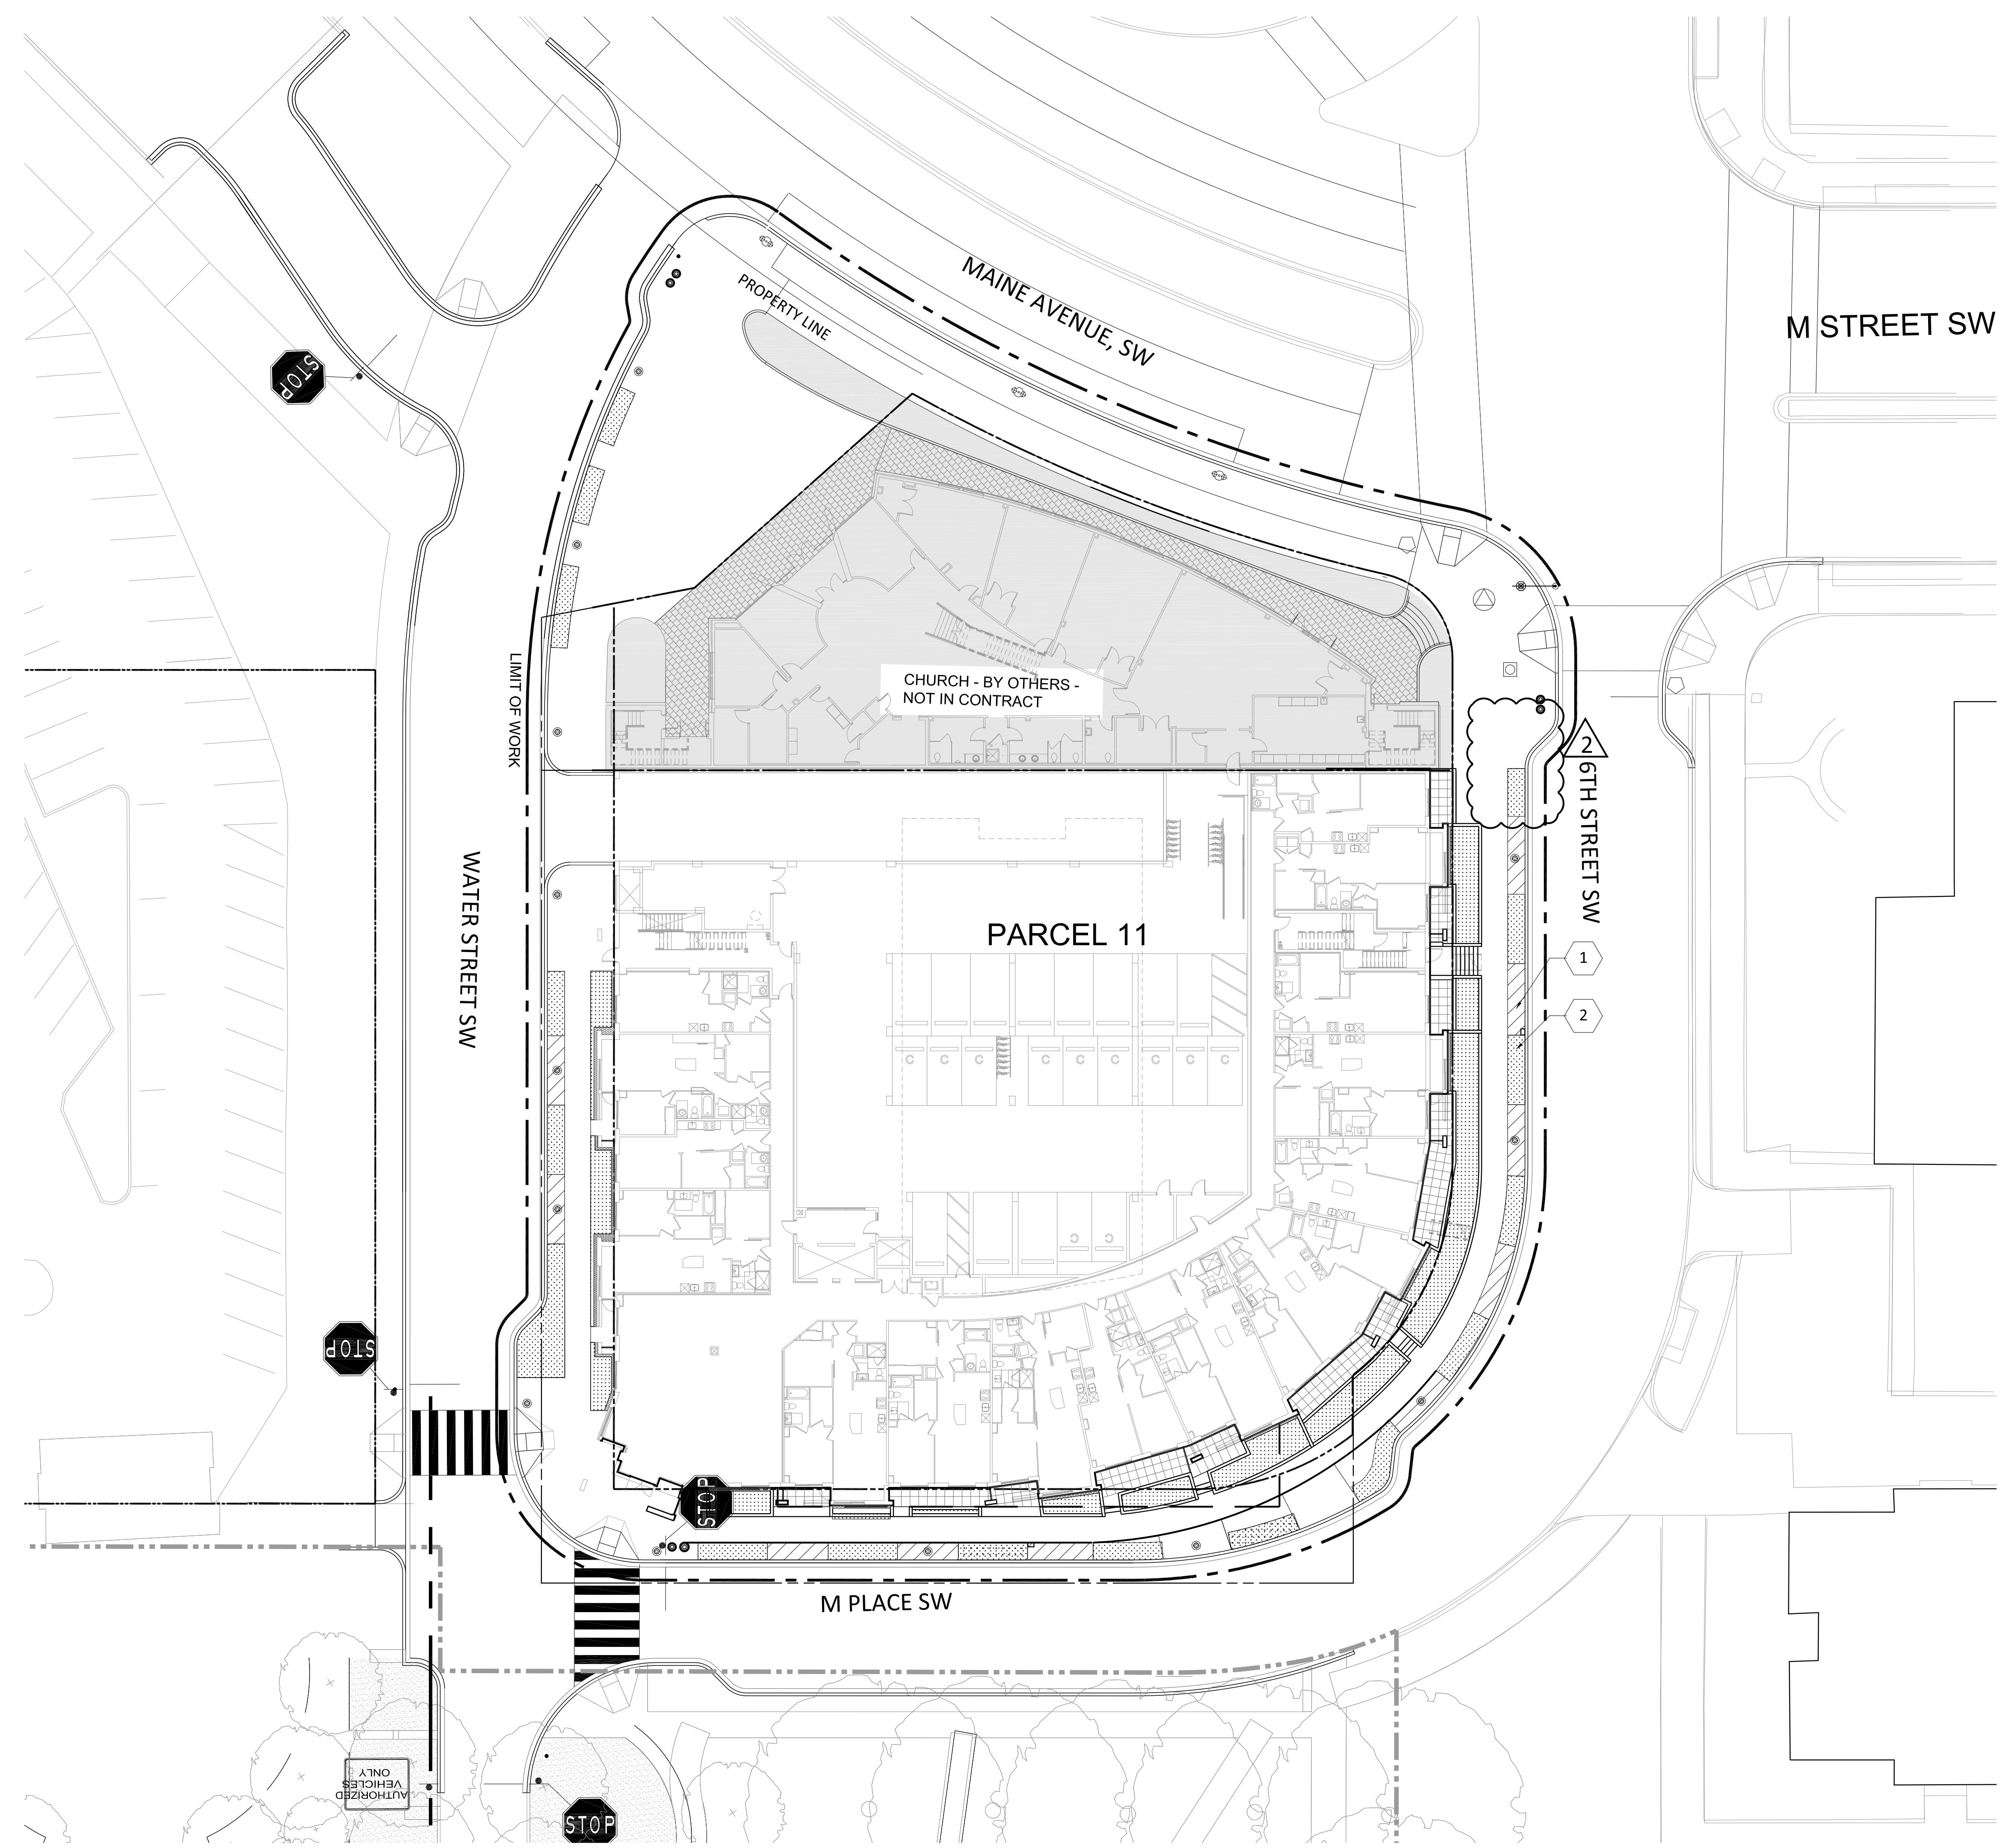 MAINE AVENUE, SW
PROPERTY LINE
M STREET SW
STOP
CHURCH - BY OTHERS -
NOT IN CONTRACT
LIMIT OF WORK
2
6TH STREET SW
WATER STREET SW
PARCEL 11
1
2
C
C
C
C
C
C
C
C
C
C
C
STOP
STOP
M PLACE SW
AUTHORIZED
VEHICLES
ONLY
STOP